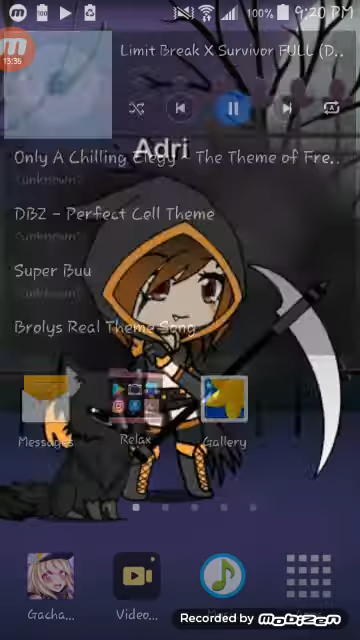 100% 9:20 PM
13:36
Limit Break X Survivor FULL (D..
Adri
Only A Chilling Elegy - The Theme of Fre..
<unknown>
DBZ - Perfect Cell Theme
<unknown>
Super Buu
<unknown>
Brolys Real Theme Song
Messages
Relax
Gallery
Gacha...
Video...
Recorded by Mobizen